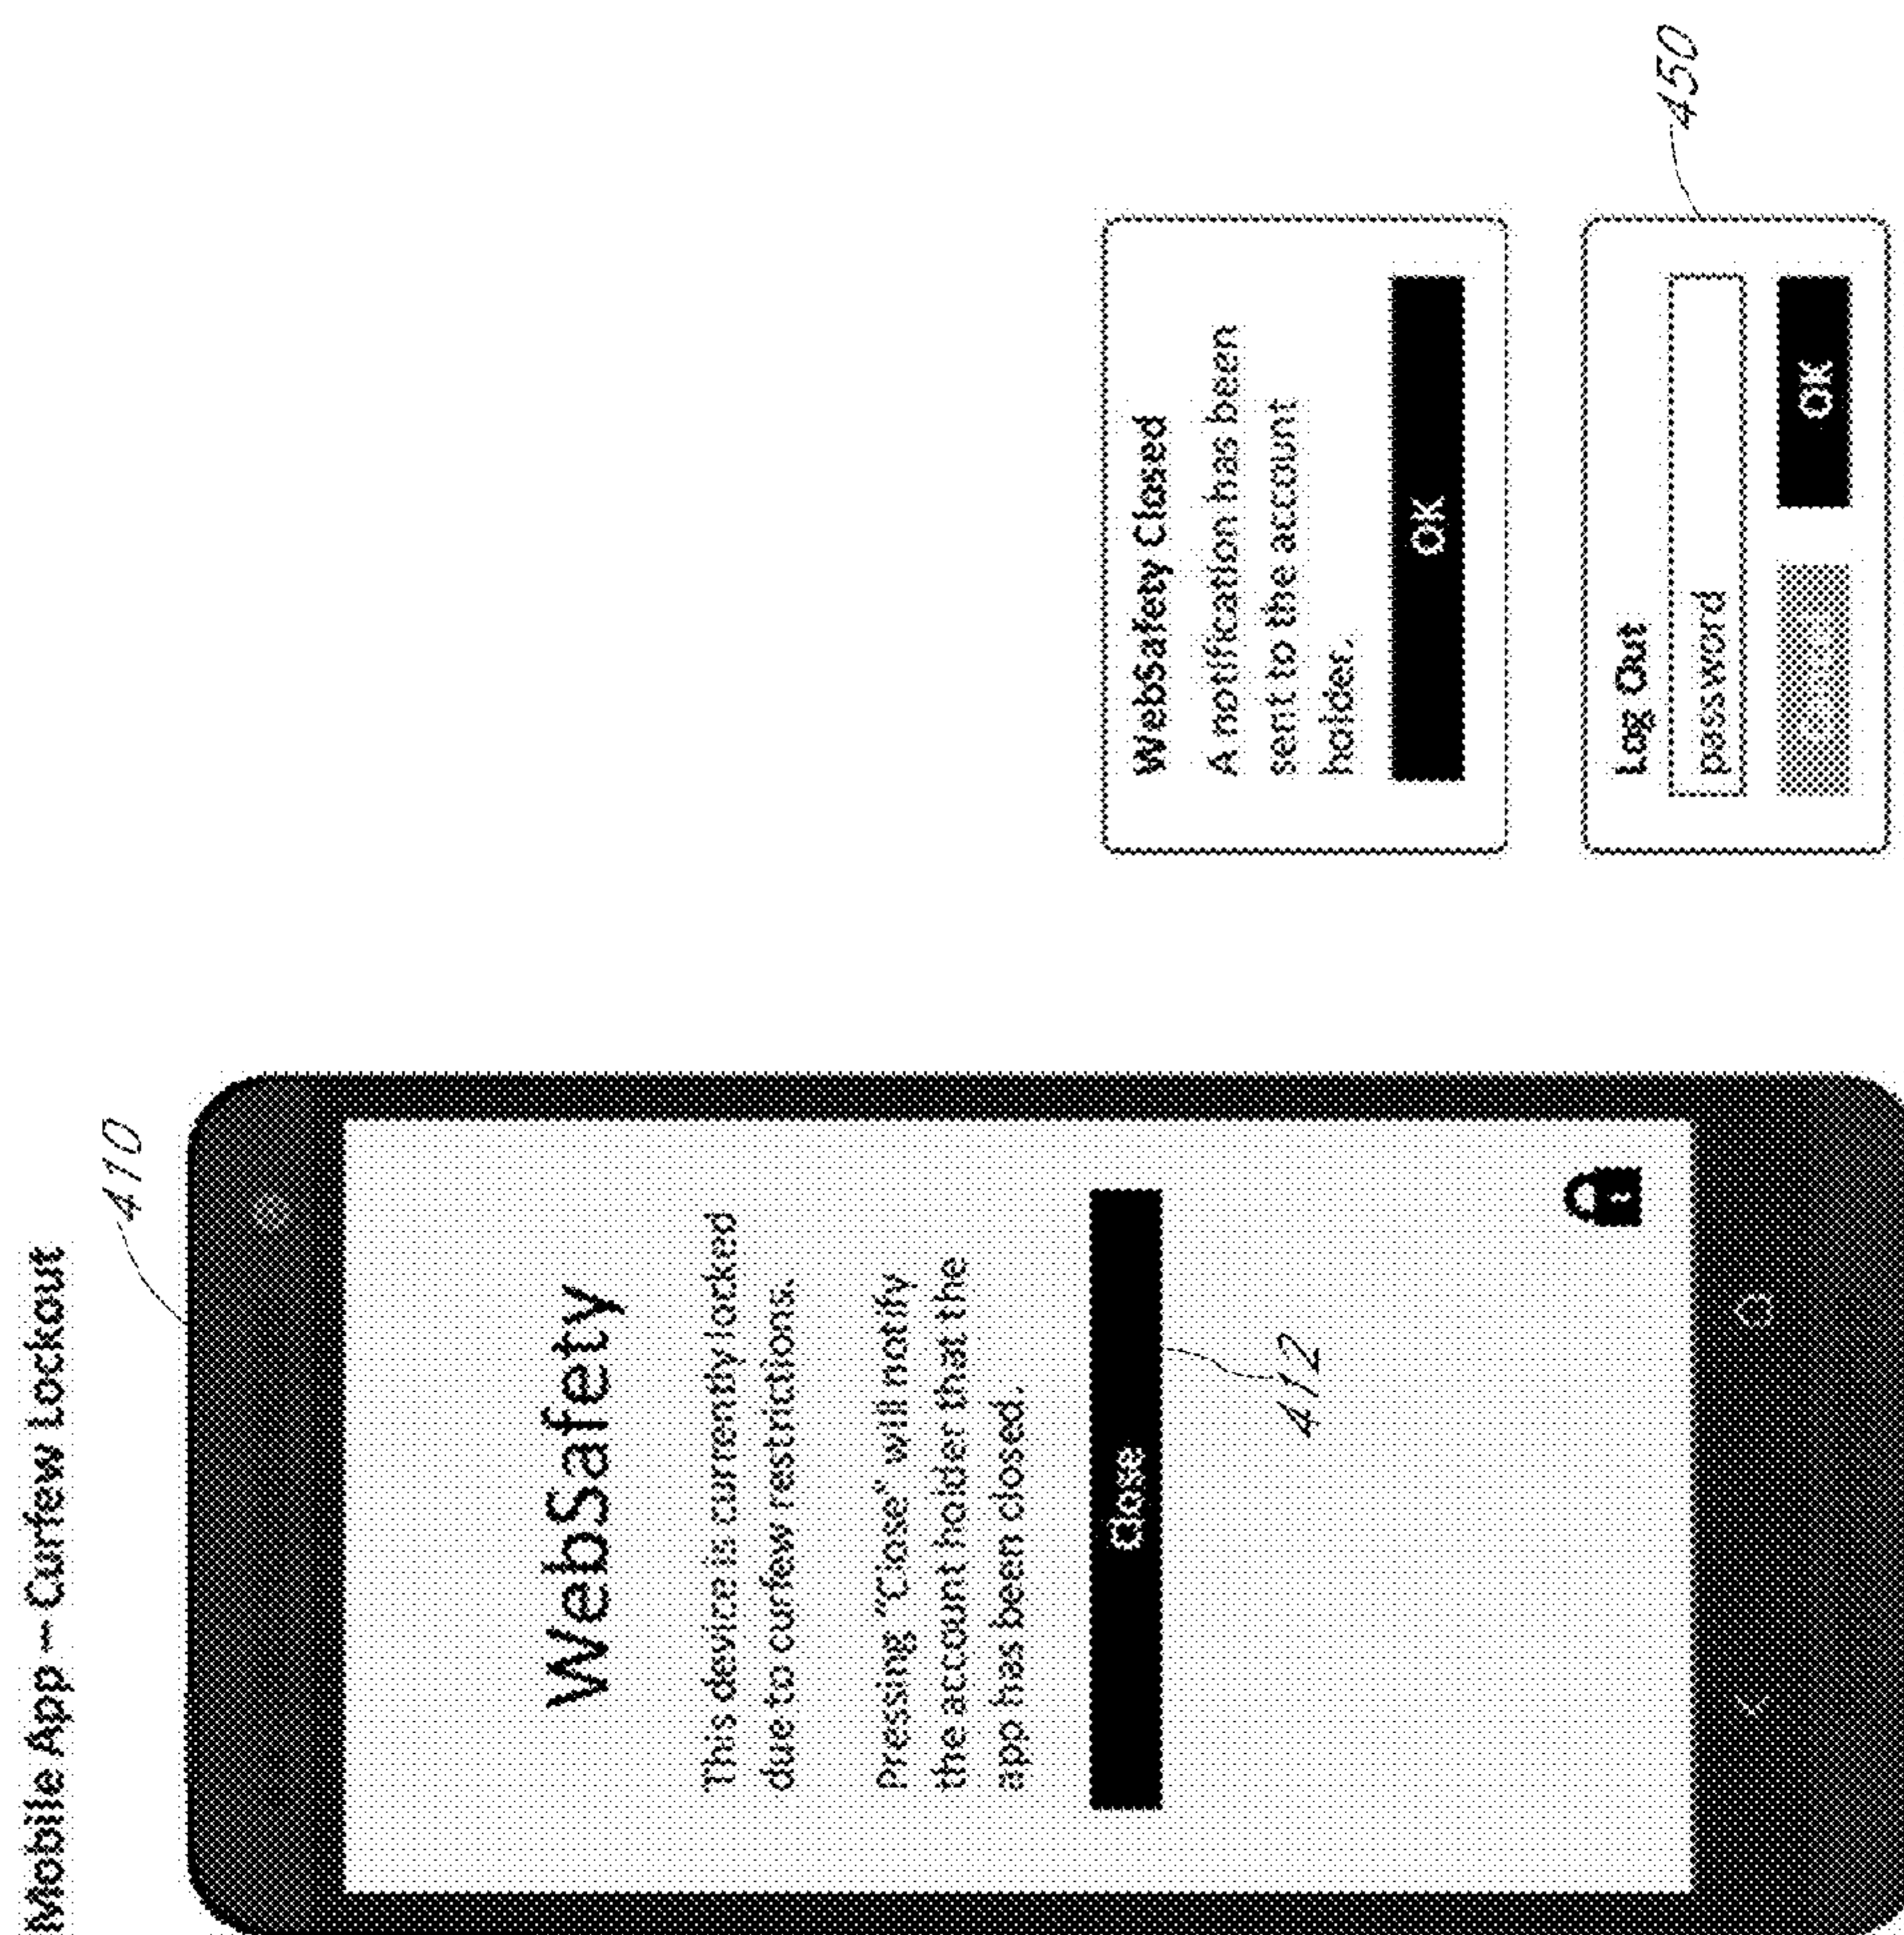 Mobile App – Curfew Lockout
410
WebSafety
This device is currently locked
due to curfew restrictions.
Pressing "Close" will notify
the account holder that the
app has been closed.
Close
412
WebSafety Closed
A notification has been
sent to the account
holder.
OK
450
Log Out
password
OK